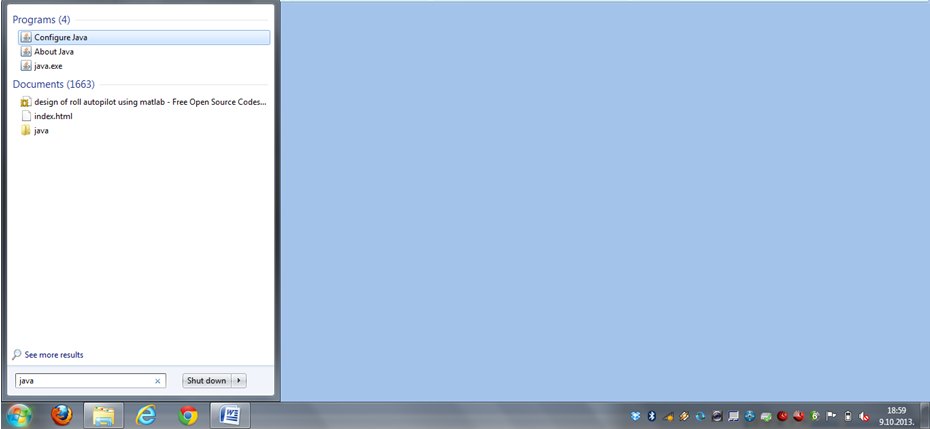 Programs (4)
Configure Java
About Java
java.exe
Documents (1663)
design of roll autopilot using matlab - Free Open Source Codes...
index.html
java
See more results
java
Shut down
18:59
9.10.2013.